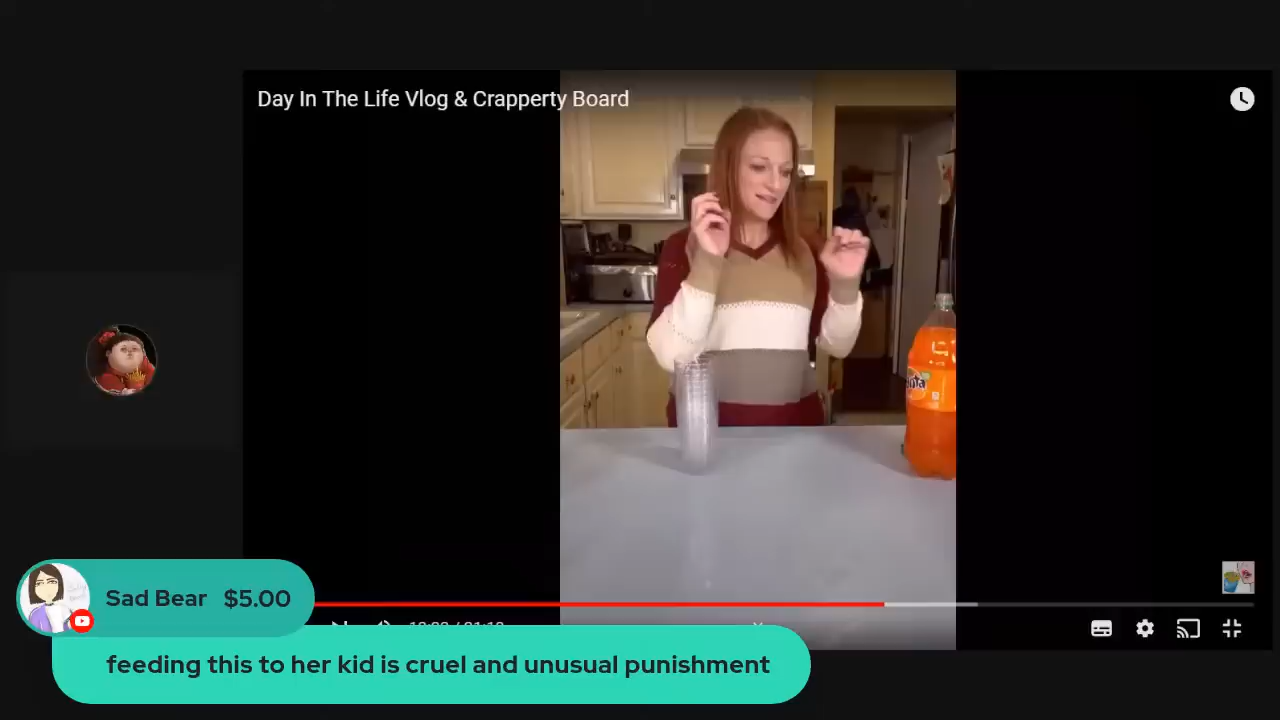 Day In The Life Vlog & Crapperty Board
Sad Bear $5.00
feeding this to her kid is cruel and unusual punishment